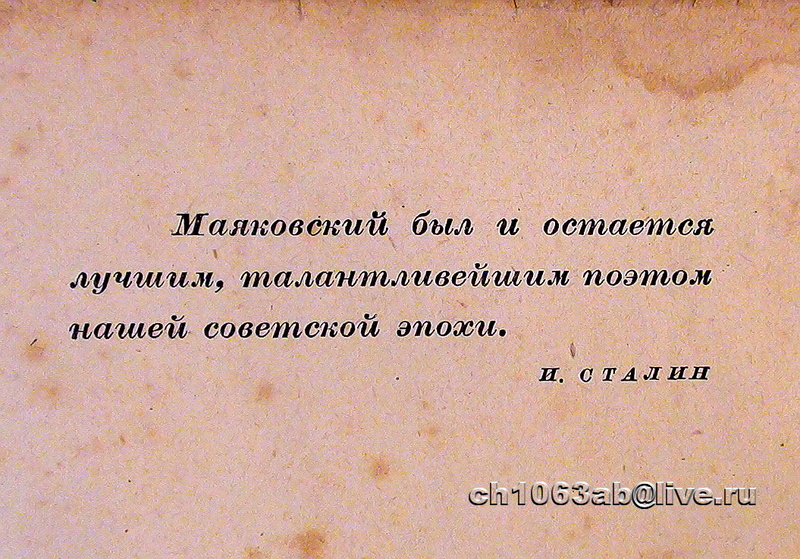 Маяковский был и остается
лучшим, талантливейшим поэтом
нашей советской эпохи.
И. СТАЛИН
ch1063ab@live.ru